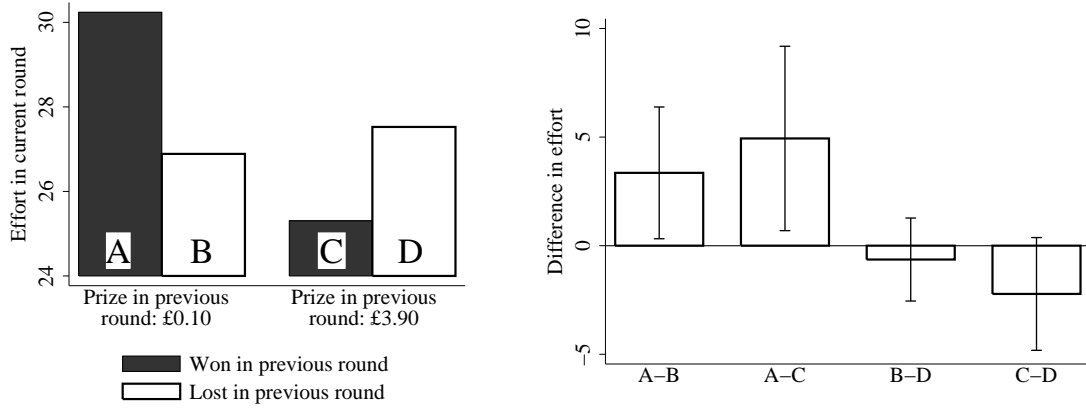 Effort in current round
30
28
26
24
A
B
C
D
Prize in previous
round: £0.10
Prize in previous
round: £3.90
Won in previous round
Lost in previous round
Difference in effort
10
5
0
−5
A−B
A−C
B−D
C−D